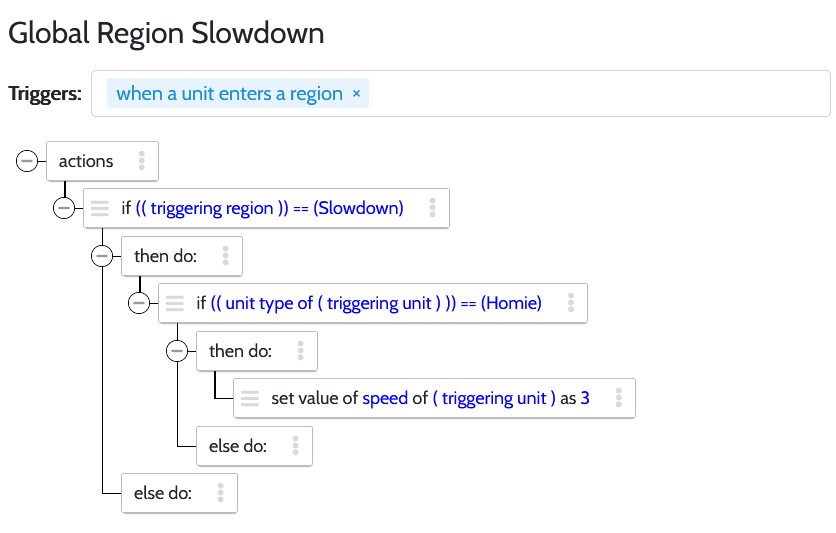 Global Region Slowdown
Triggers: when a unit enters a region ×
actions
if (( triggering region )) == (Slowdown)
then do:
if (( unit type of ( triggering unit ) )) == (Homie)
then do:
set value of speed of ( triggering unit ) as 3
else do:
else do: